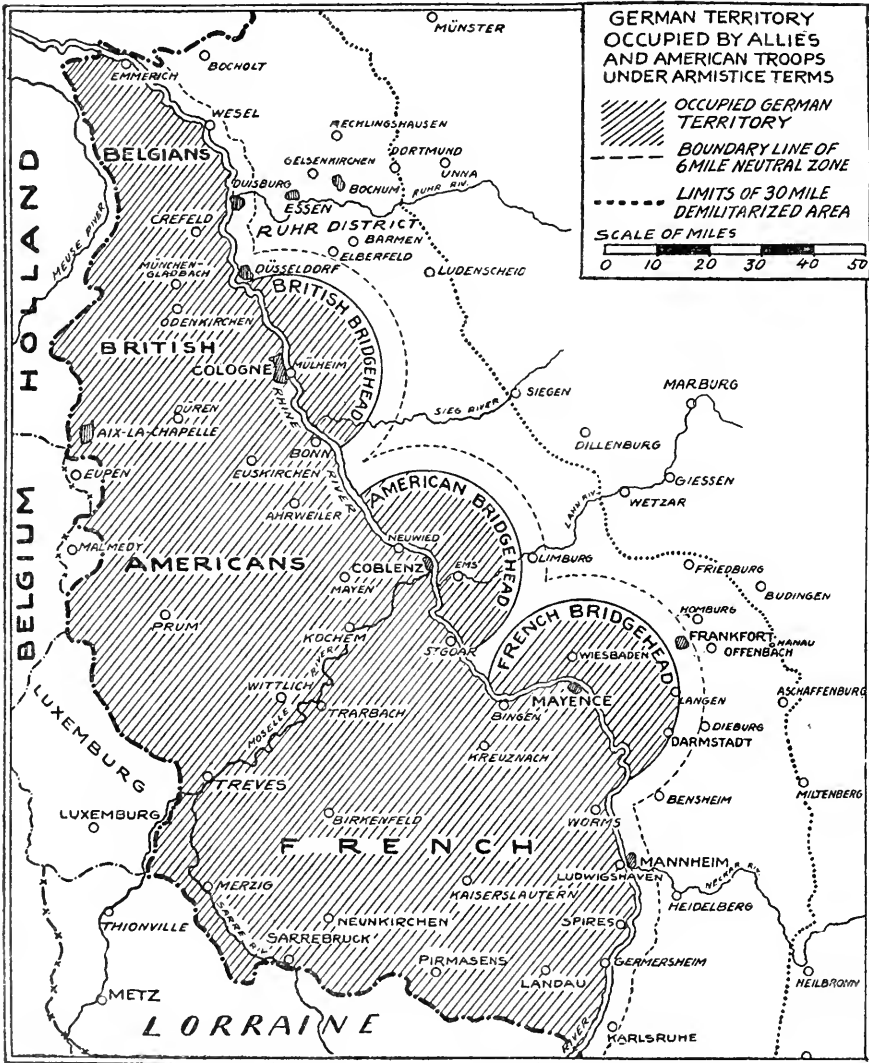 GERMAN TERRITORY
OCCUPIED BY ALLIES
AND AMERICAN TROOPS
UNDER ARMISTICE TERMS
OCCUPIED GERMAN
TERRITORY
BOUNDARY LINE OF
6 MILE NEUTRAL ZONE
LIMITS OF 30 MILE
DEMILITARIZED AREA
SCALE OF MILES
0 10 20 30 40 50
MÜNSTER
BOCHOLT
EMMERICH
WESEL
RECHLINGSHAUSEN
DORTMUND
GELSENKIRCHEN
UNNA
BELGIANS
BOCHUM
RUHR RIV.
DUISBURG
ESSEN
HOLLAND
MEUSE RIVER
CREFELD
RUHR DISTRICT
BARMEN
ELBERFELD
MÜNCHEN-
GLADBACH
DÜSSELDORF
LUDENSCHEID
ODENKIRCHEN
BRITISH BRIDGEHEAD
BRITISH
COLOGNE
MÜLHEIM
RHINE
RIVER
SIEGEN
MARBURG
DÜREN
SIEG RIVER
AIX-LA-CHAPELLE
BONN
DILLENBURG
EUPEN
EUSKIRCHEN
GIESSEN
WETZAR
AMERICAN BRIDGEHEAD
LAHN RIV.
AHRWEILER
BELGIUM
MALMEDY
NEUWIED
LIMBURG
AMERICANS
COBLENZ
EMS
FRIEDBURG
MAYEN
BUDINGEN
PRUM
KOCHEM
HOMBURG
FRENCH BRIDGEHEAD
ST GOAR
FRANKFORT
HANAU
OFFENBACH
WIESBADEN
LUXEMBURG
WITTLICH
MOSELLE RIVER
TRARBACH
MAYENCE
BINGEN
LANGEN
ASCHAFFENBURG
DIEBURG
DARMSTADT
KREUZNACH
TREVES
BENSHEIM
MILTENBERG
LUXEMBURG
BIRKENFELD
WORMS
FRENCH
MANNHEIM
LUDWIGSHAVEN
NECKAR R.
MERZIG
KAISERSLAUTERN
HEIDELBERG
THIONVILLE
NEUNKIRCHEN
SPIRES
SARRE RIV.
SARREBRUCK
PIRMASENS
LANDAU
GERMERSHEIM
HEILBRONN
METZ
LORRAINE
RIVER
KARLSRUHE